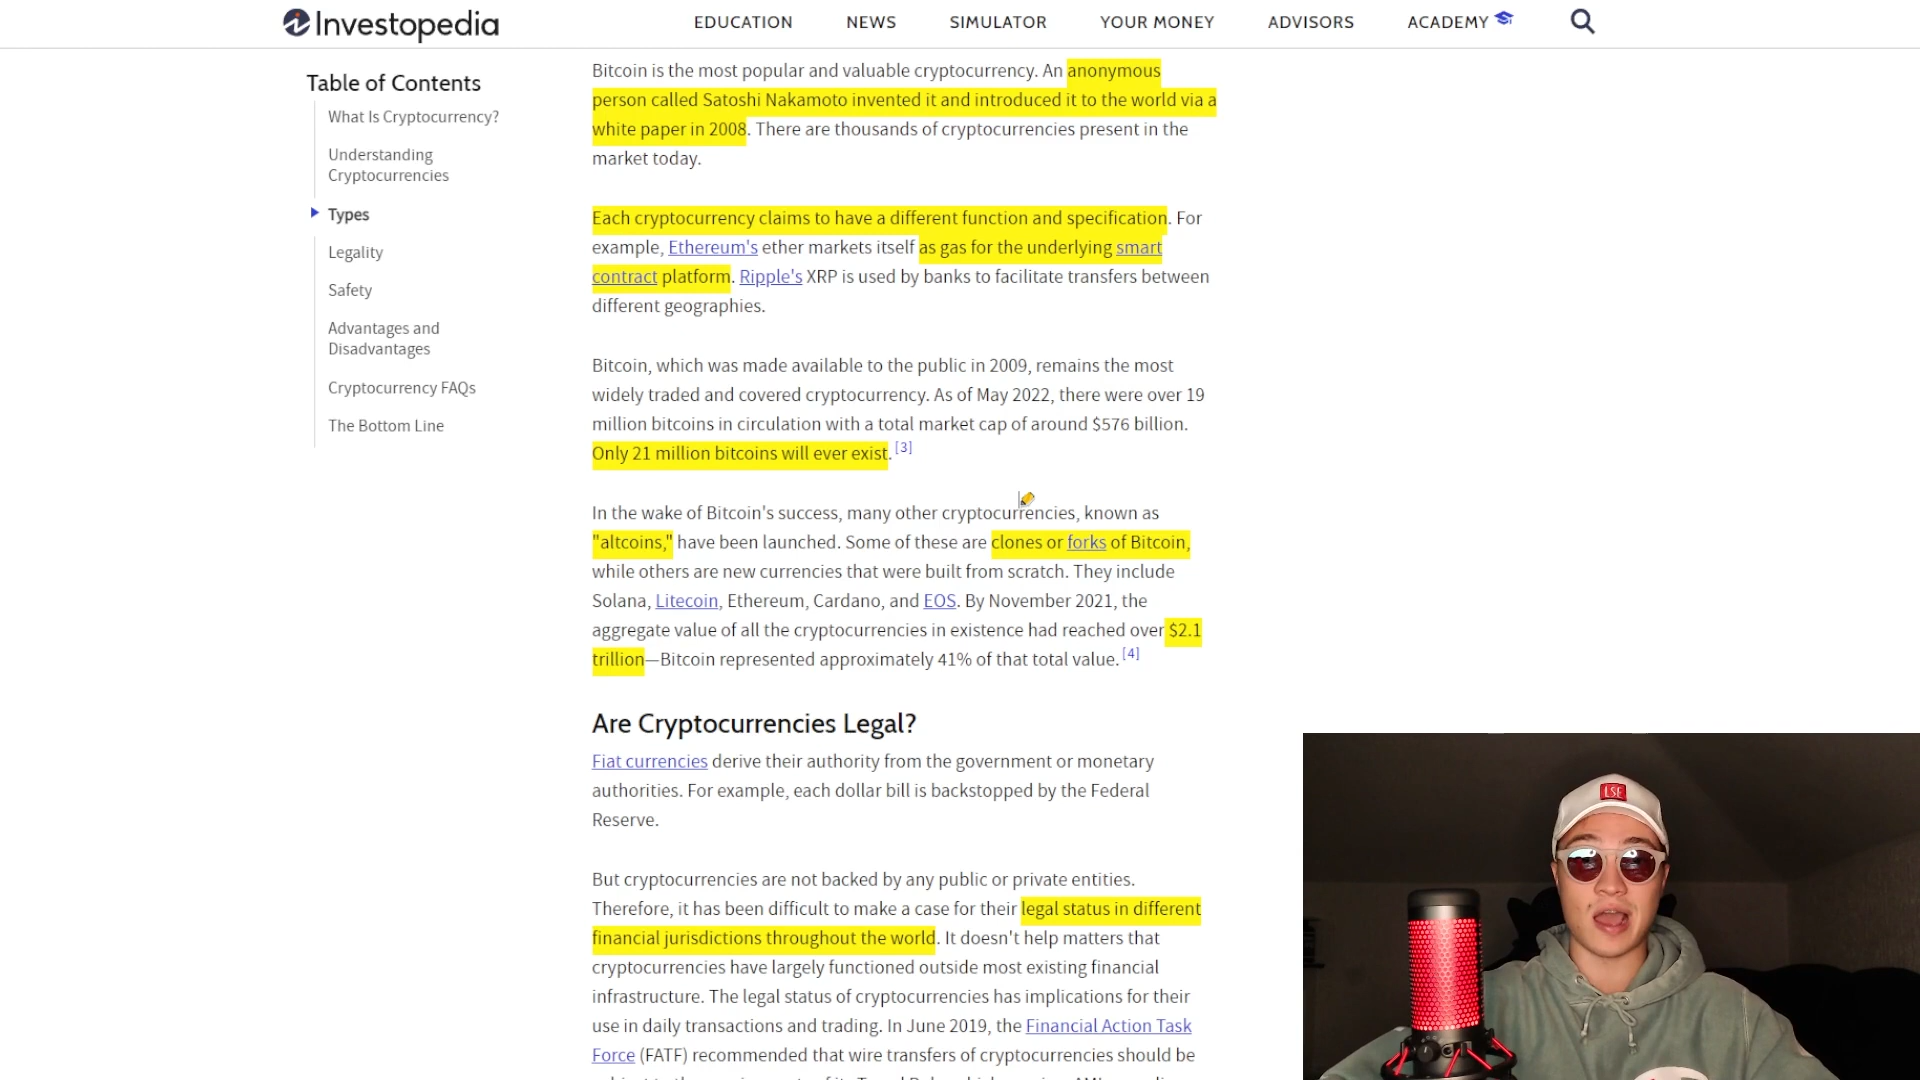 Investopedia
EDUCATION NEWS SIMULATOR YOUR MONEY ADVISORS ACADEMY
Table of Contents
What Is Cryptocurrency?
Understanding
Cryptocurrencies
Types
Legality
Safety
Advantages and
Disadvantages
Cryptocurrency FAQs
The Bottom Line
Bitcoin is the most popular and valuable cryptocurrency. An anonymous
person called Satoshi Nakamoto invented it and introduced it to the world via a
white paper in 2008. There are thousands of cryptocurrencies present in the
market today.
Each cryptocurrency claims to have a different function and specification. For
example, Ethereum's ether markets itself as gas for the underlying smart
contract platform. Ripple's XRP is used by banks to facilitate transfers between
different geographies.
Bitcoin, which was made available to the public in 2009, remains the most
widely traded and covered cryptocurrency. As of May 2022, there were over 19
million bitcoins in circulation with a total market cap of around $576 billion.
Only 21 million bitcoins will ever exist. [3]
In the wake of Bitcoin's success, many other cryptocurrencies, known as
"altcoins," have been launched. Some of these are clones or forks of Bitcoin,
while others are new currencies that were built from scratch. They include
Solana, Litecoin, Ethereum, Cardano, and EOS. By November 2021, the
aggregate value of all the cryptocurrencies in existence had reached over $2.1
trillion—Bitcoin represented approximately 41% of that total value. [4]
Are Cryptocurrencies Legal?
Fiat currencies derive their authority from the government or monetary
authorities. For example, each dollar bill is backstopped by the Federal
Reserve.
But cryptocurrencies are not backed by any public or private entities.
Therefore, it has been difficult to make a case for their legal status in different
financial jurisdictions throughout the world. It doesn't help matters that
cryptocurrencies have largely functioned outside most existing financial
infrastructure. The legal status of cryptocurrencies has implications for their
use in daily transactions and trading. In June 2019, the Financial Action Task
Force (FATF) recommended that wire transfers of cryptocurrencies should be
LSE